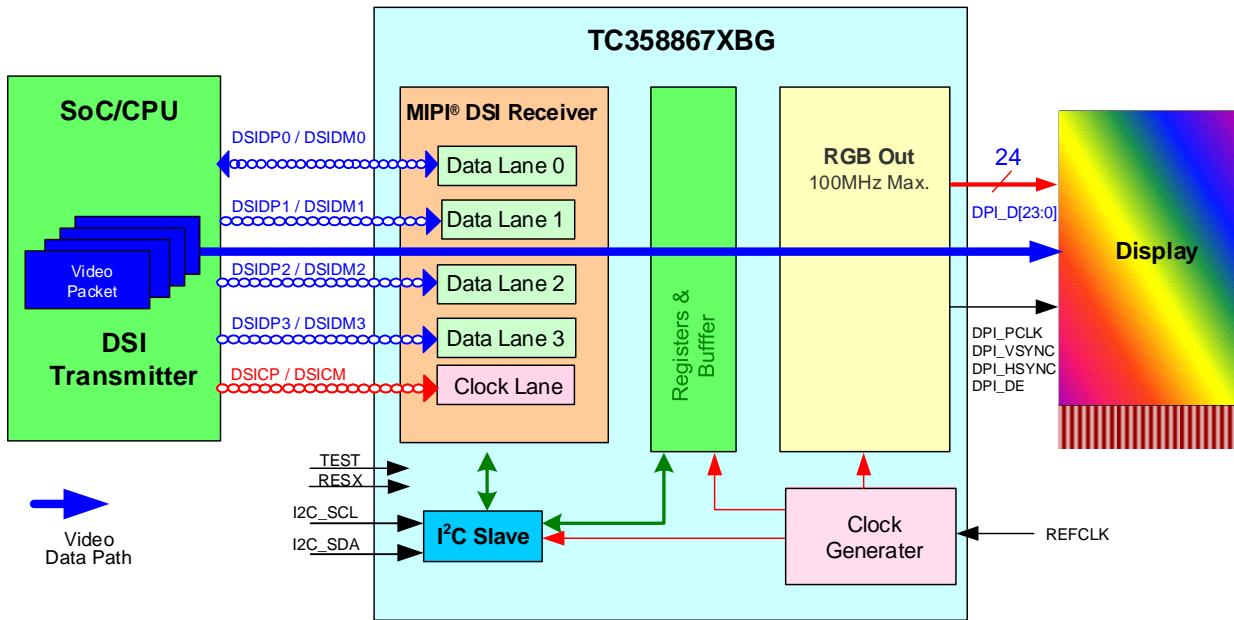 TC358867XBG
SoC/CPU
DSIDP0 / DSIDM0
DSIDP1 / DSIDM1
Video
Packet
DSIDP2 / DSIDM2
DSIDP3 / DSIDM3
DSI
Transmitter
DSICP / DSICM
MIPI® DSI Receiver
Data Lane 0
Data Lane 1
Data Lane 2
Data Lane 3
Clock Lane
Registers &
Bufffer
RGB Out
100MHz Max.
24
DPI_D[23:0]
Display
DPI_PCLK
DPI_VSYNC
DPI_HSYNC
DPI_DE
TEST
RESX
I2C_SCL
I2C_SDA
I²C Slave
Clock
Generater
REFCLK
Video
Data Path